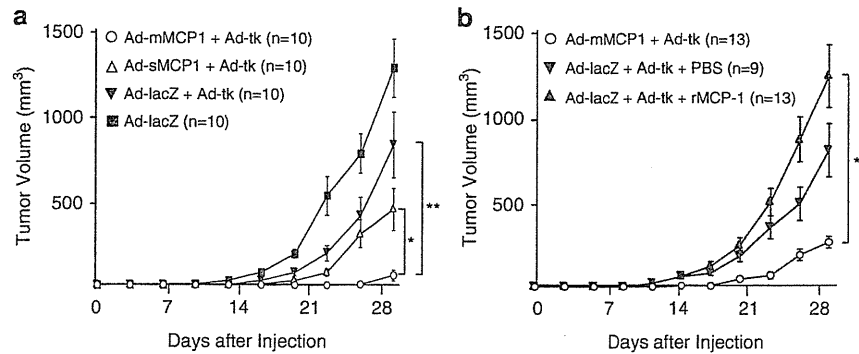 a
Tumor Volume (mm³)
1500
1000
500
Ad-mMCP1 + Ad-tk (n=10)
Ad-sMCP1 + Ad-tk (n=10)
Ad-lacZ + Ad-tk (n=10)
Ad-lacZ (n=10)
*
**
0 7 14 21 28
Days after Injection
b
Tumor Volume (mm³)
1500
1000
500
Ad-mMCP1 + Ad-tk (n=13)
Ad-lacZ + Ad-tk + PBS (n=9)
Ad-lacZ + Ad-tk + rMCP-1 (n=13)
*
0 7 14 21 28
Days after Injection